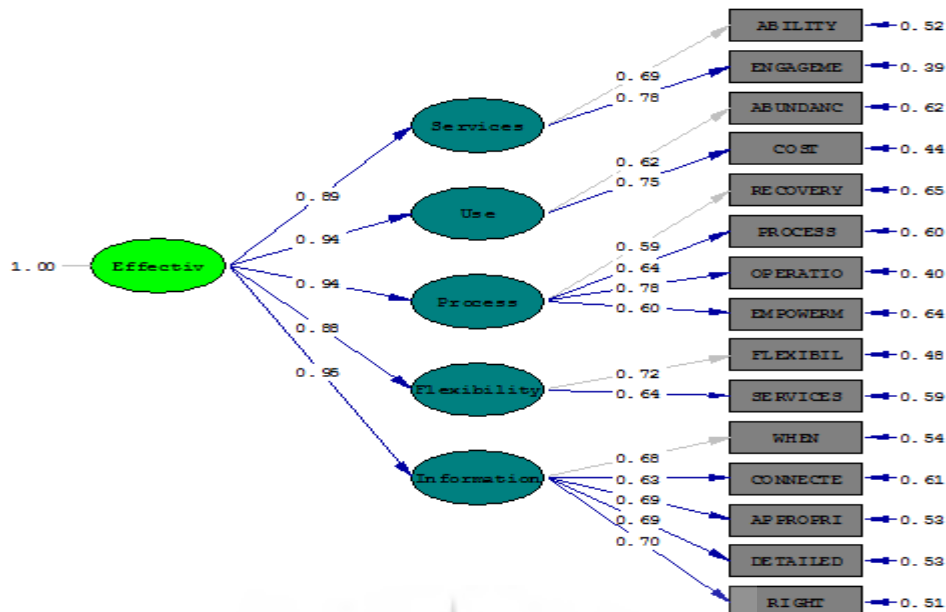 ABILITY 0.52
0.69
ENGAGEME 0.39
0.78
ABUNDANC 0.62
Services
COST 0.44
0.62
0.75
RECOVERY 0.65
0.89
Use
PROCESS 0.60
0.94
0.59
0.64
1.00 Effectiv
OPERATIO 0.40
0.94
0.78
Process
0.60
EMPOWERM 0.64
0.88
FLEXIBIL 0.48
0.95
0.72
Flexibility
0.64
SERVICES 0.59
WHEN 0.54
0.68
Information
0.63
CONNECTE 0.61
0.69
APPROPRI 0.53
0.69
0.70
DETAILED 0.53
RIGHT 0.51